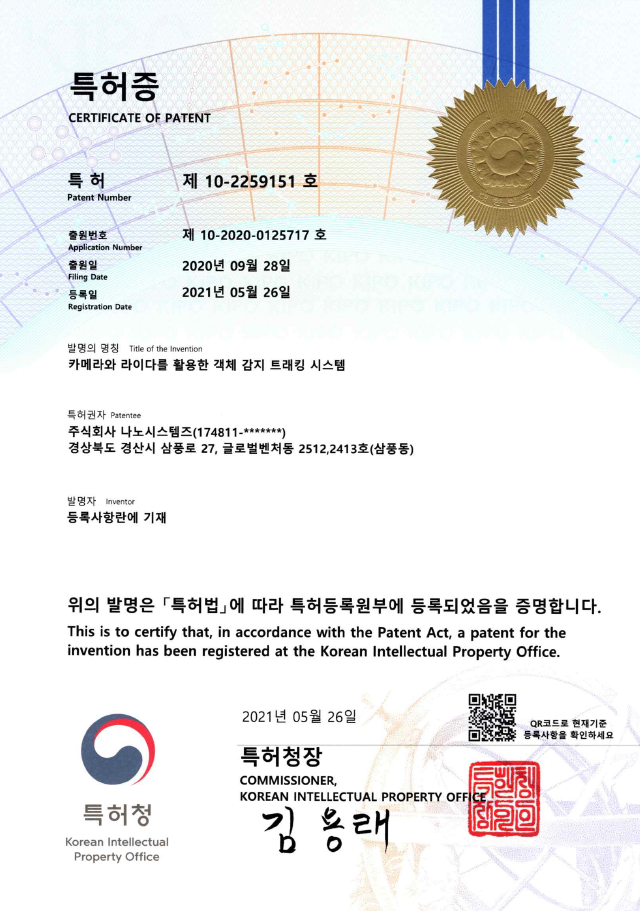 특허증
CERTIFICATE OF PATENT
특 허 제 10-2259151 호
Patent Number
출원번호 제 10-2020-0125717 호
Application Number
출원일 2020년 09월 28일
Filing Date
등록일 2021년 05월 26일
Registration Date
발명의 명칭 Title of the Invention
카메라와 라이다를 활용한 객체 감지 트래킹 시스템
특허권자 Patentee
주식회사 나노시스템즈(174811-*******)
경상북도 경산시 삼풍로 27, 글로벌벤처동 2512,2413호(삼풍동)
발명자 Inventor
등록사항란에 기재
위의 발명은 「특허법」에 따라 특허등록원부에 등록되었음을 증명합니다.
This is to certify that, in accordance with the Patent Act, a patent for the
invention has been registered at the Korean Intellectual Property Office.
2021년 05월 26일
QR코드로 현재기준
등록사항을 확인하세요
특허청장
COMMISSIONER,
KOREAN INTELLECTUAL PROPERTY OFFICE
김용래
특허청
Korean Intellectual
Property Office